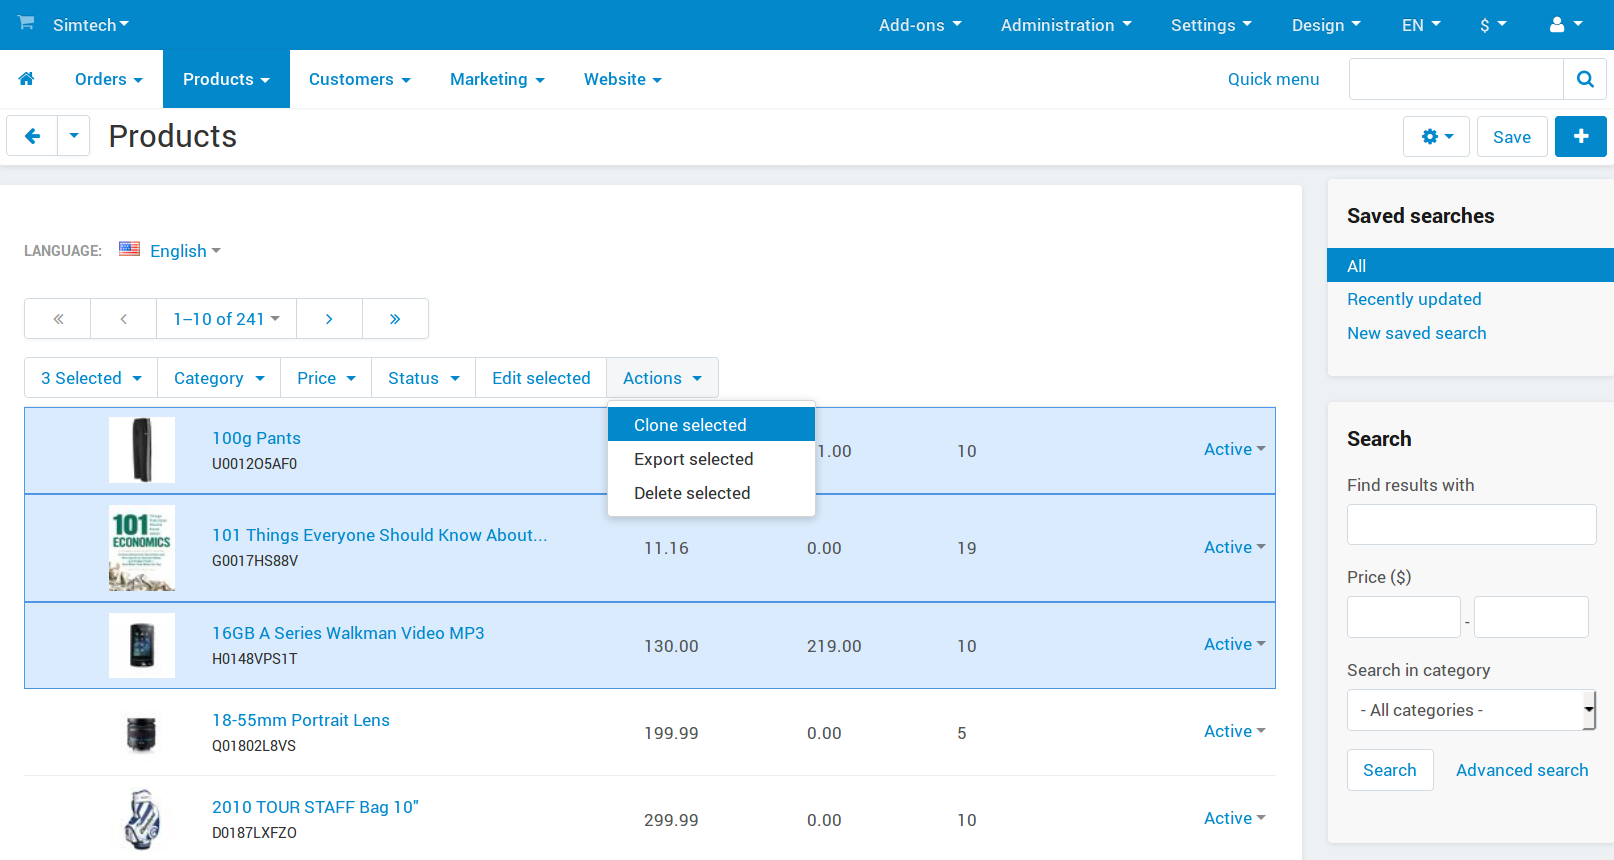 Simtech
Add-ons
Administration
Settings
Design
EN
$
Orders
Products
Customers
Marketing
Website
Quick menu
Products
Save
LANGUAGE:
English
«
‹
1–10 of 241
›
»
3 Selected
Category
Price
Status
Edit selected
Actions
Clone selected
Export selected
Delete selected
100g Pants
U0012O5AF0
1.00
10
Active
101
ECONOMICS
101 Things Everyone Should Know About...
G0017HS88V
11.16
0.00
19
Active
16GB A Series Walkman Video MP3
H0148VPS1T
130.00
219.00
10
Active
18-55mm Portrait Lens
Q01802L8VS
199.99
0.00
5
Active
2010 TOUR STAFF Bag 10"
D0187LXFZO
299.99
0.00
10
Active
Saved searches
All
Recently updated
New saved search
Search
Find results with
Price ($)
-
Search in category
- All categories -
Search
Advanced search